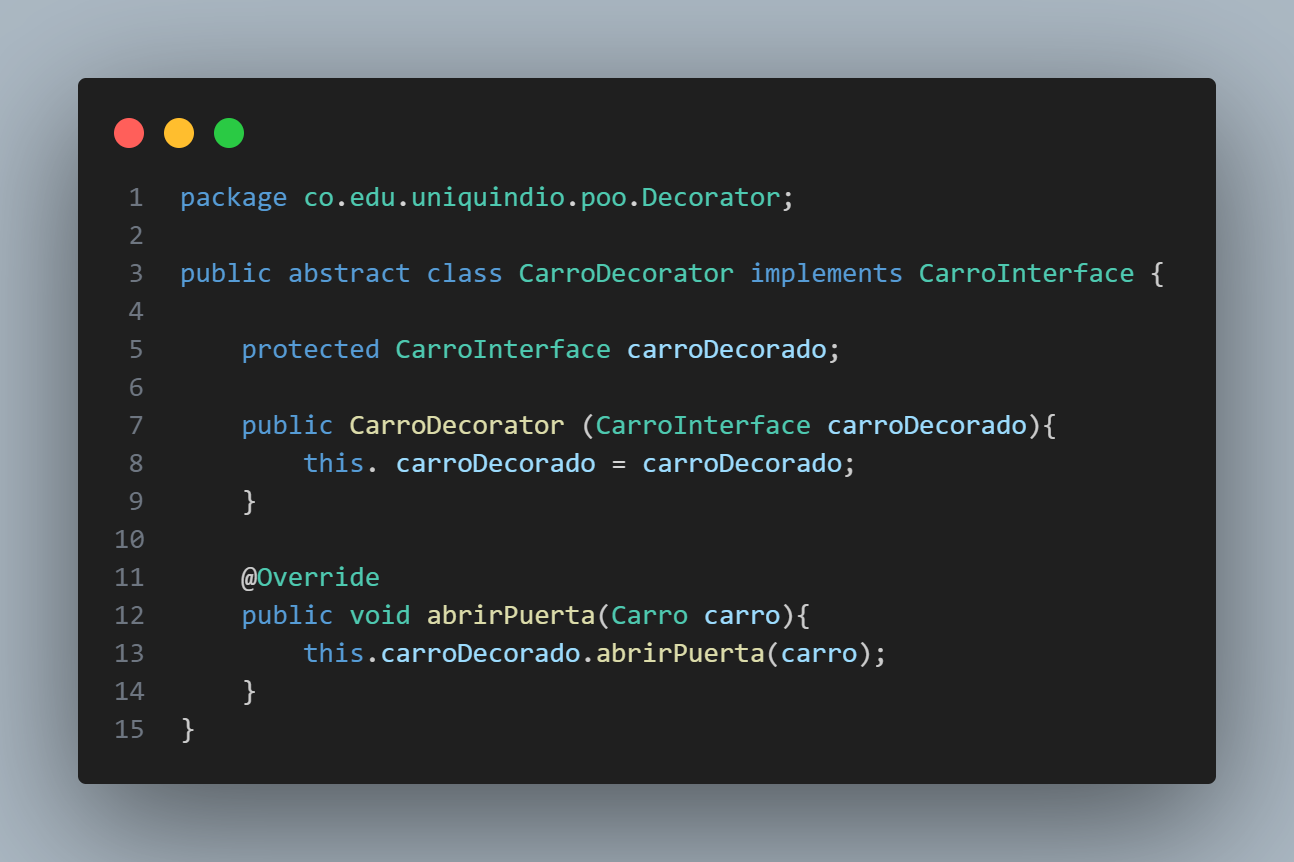 1 package co.edu.uniquindio.poo.Decorator;
2
3 public abstract class CarroDecorator implements CarroInterface {
4
5     protected CarroInterface carroDecorado;
6
7     public CarroDecorator (CarroInterface carroDecorado){
8         this. carroDecorado = carroDecorado;
9     }
10
11     @Override
12     public void abrirPuerta(Carro carro){
13         this.carroDecorado.abrirPuerta(carro);
14     }
15 }